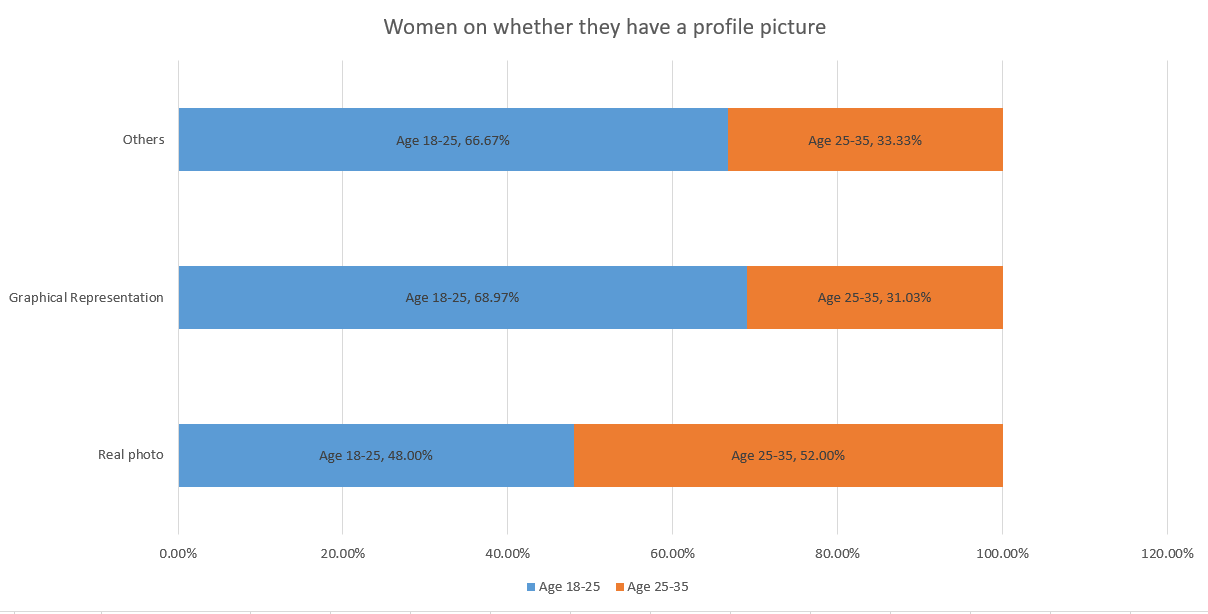 Women on whether they have a profile picture
Others
Age 18-25, 66.67%
Age 25-35, 33.33%
Graphical Representation
Age 18-25, 68.97%
Age 25-35, 31.03%
Real photo
Age 18-25, 48.00%
Age 25-35, 52.00%
0.00% 20.00% 40.00% 60.00% 80.00% 100.00% 120.00%
Age 18-25 Age 25-35